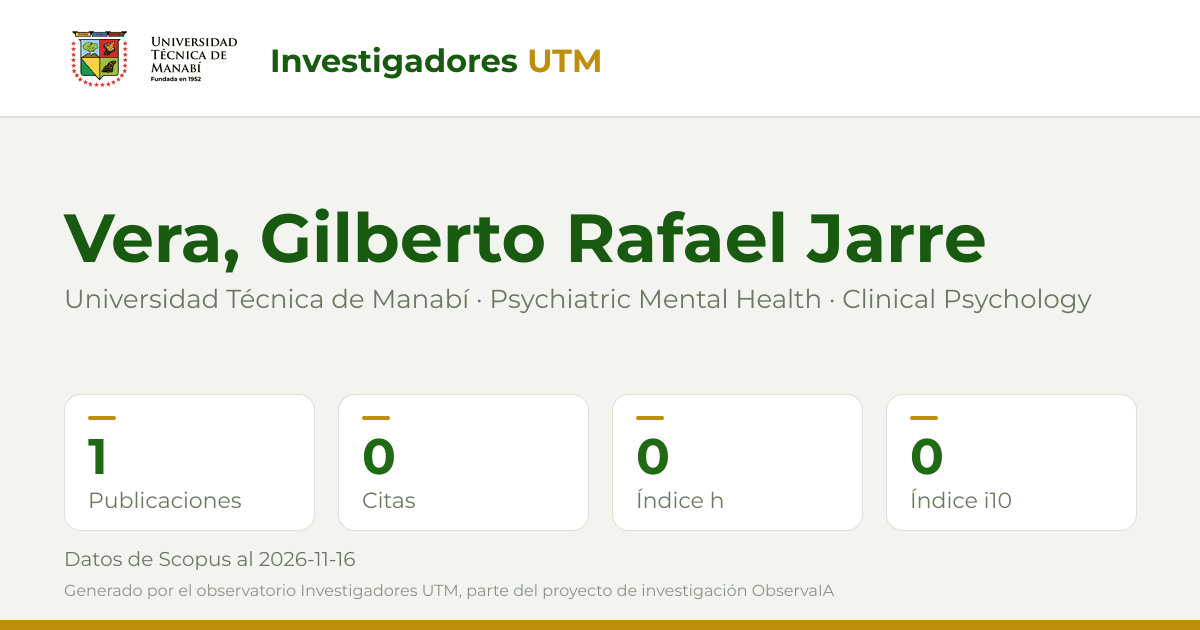 UNIVERSIDAD
TÉCNICA DE
MANABÍ
Fundada en 1952
Investigadores UTM
Vera, Gilberto Rafael Jarre
Universidad Técnica de Manabí · Psychiatric Mental Health · Clinical Psychology
1
Publicaciones
0
Citas
0
Índice h
0
Índice i10
Datos de Scopus al 2026-11-16
Generado por el observatorio Investigadores UTM, parte del proyecto de investigación ObservaIA